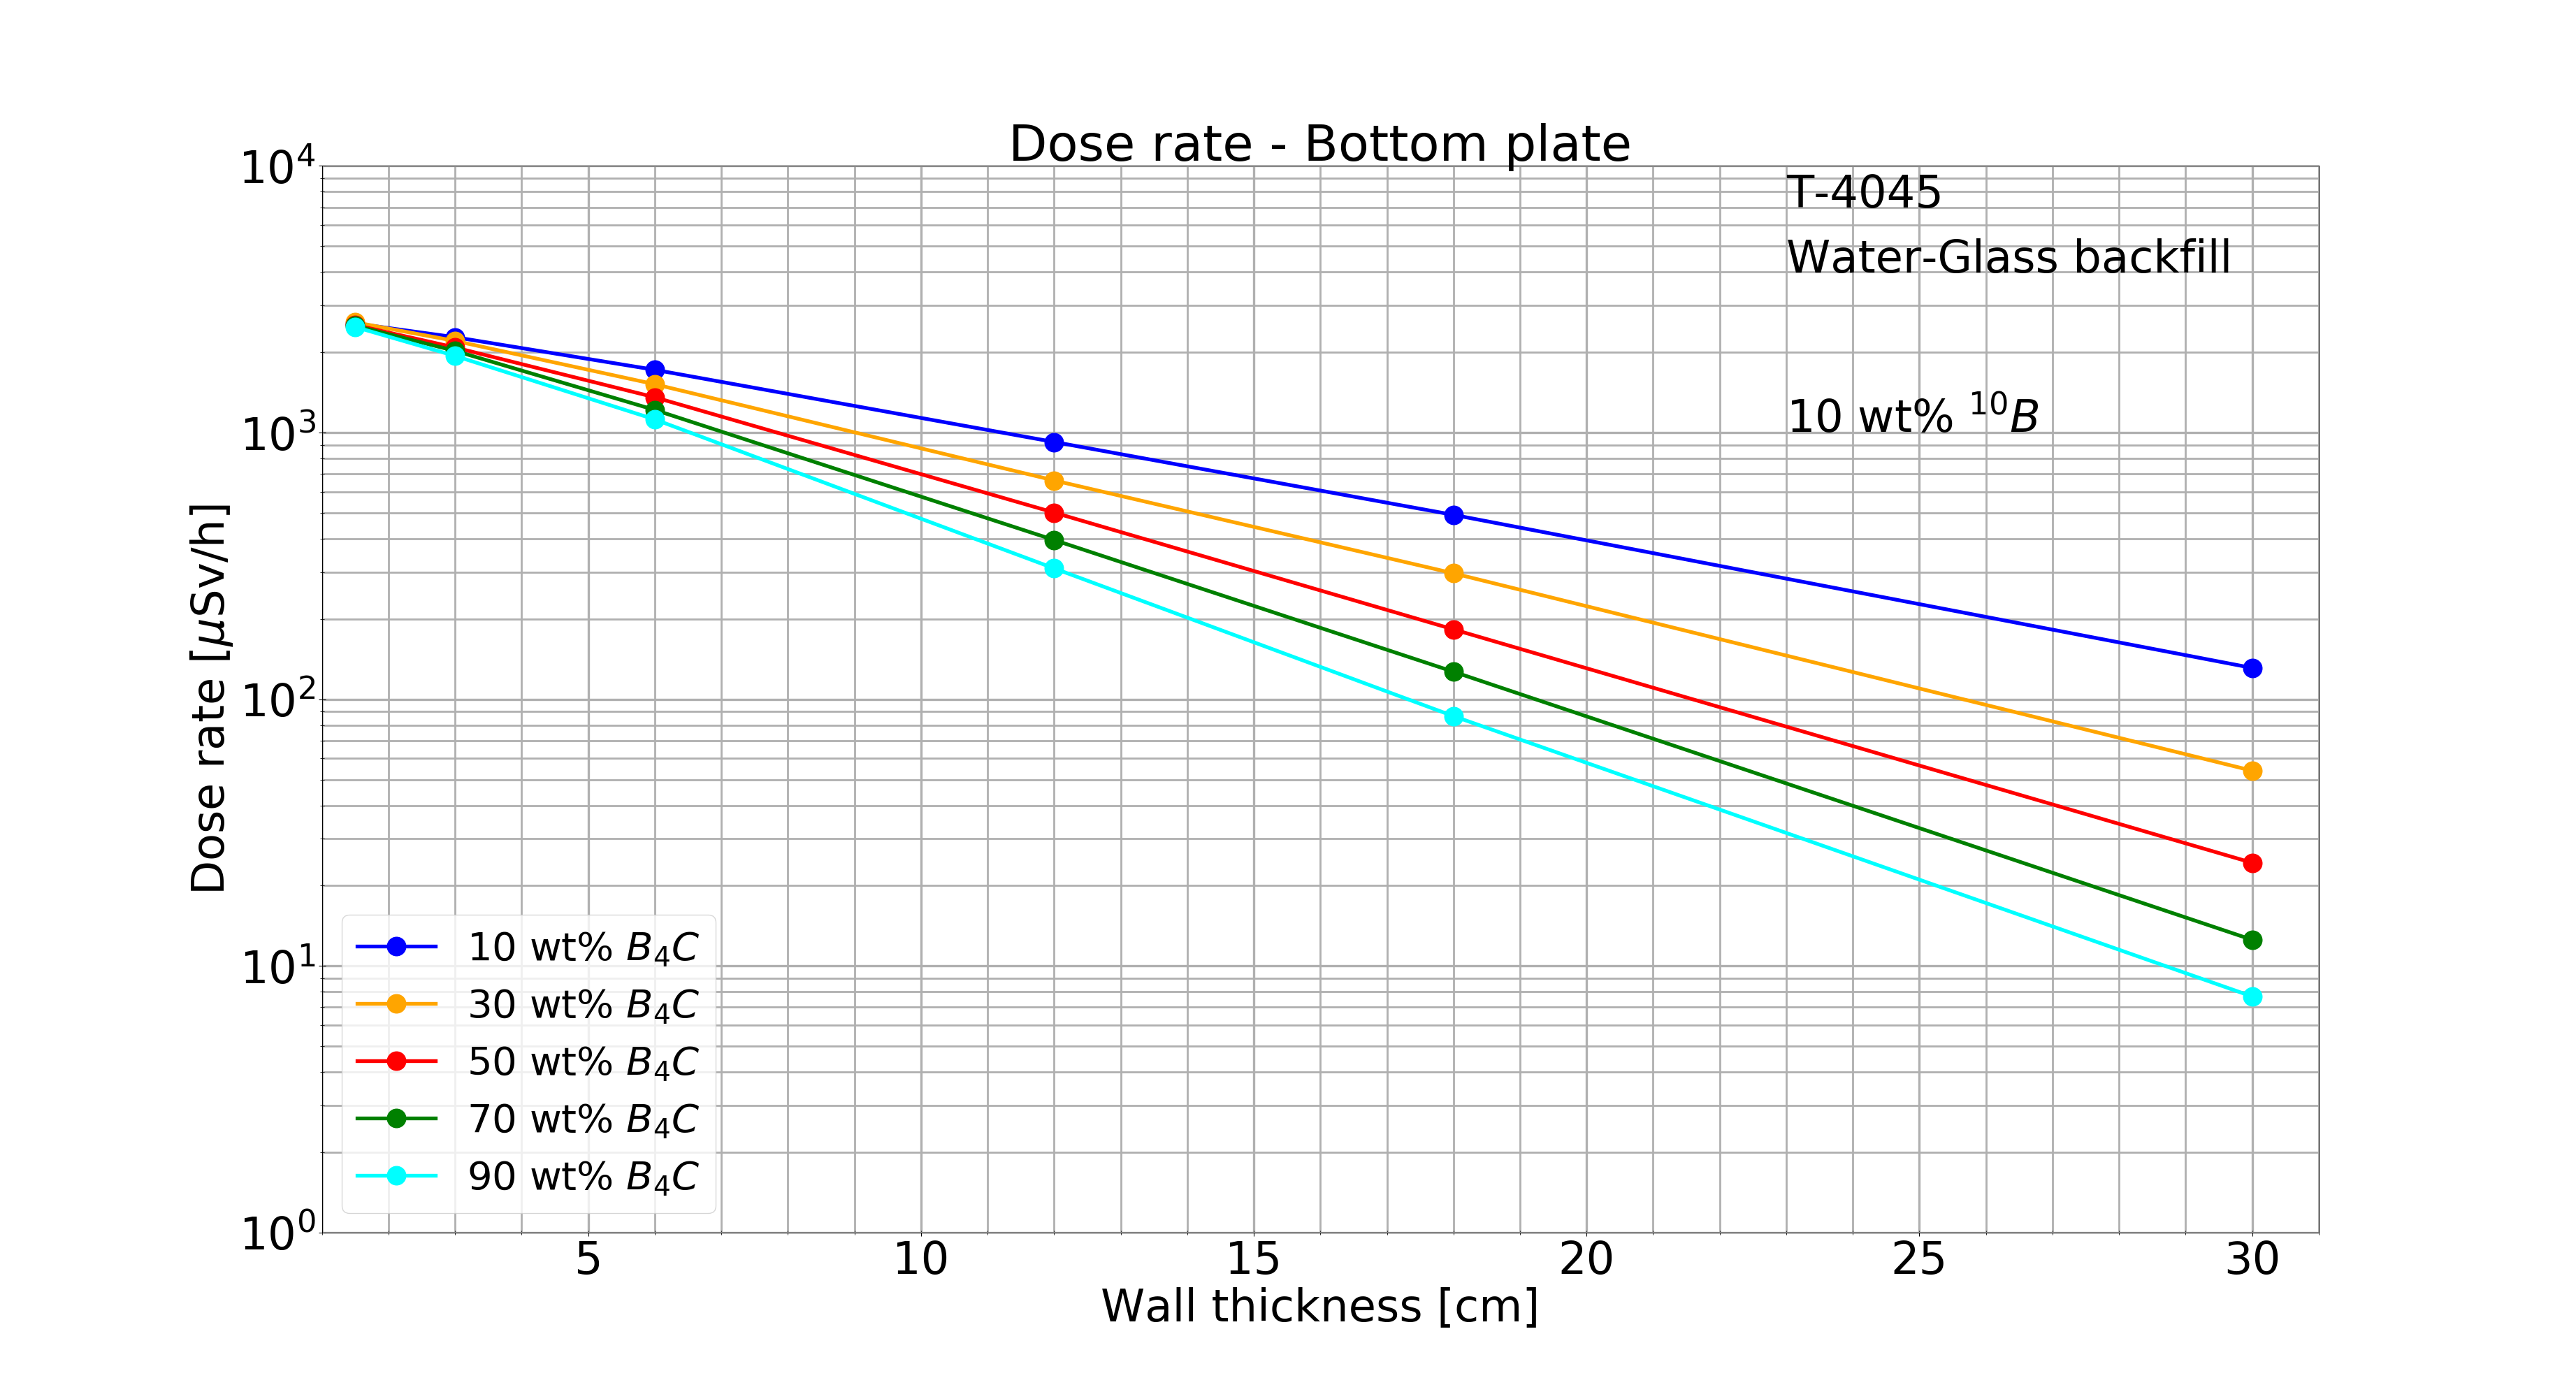 Dose rate - Bottom plate
T-4045
Water-Glass backfill
10 wt% ¹⁰B
Dose rate [μSv/h]
10⁴
10³
10²
10¹
10⁰
10 wt% B₄C
30 wt% B₄C
50 wt% B₄C
70 wt% B₄C
90 wt% B₄C
5 10 15 20 25 30
Wall thickness [cm]